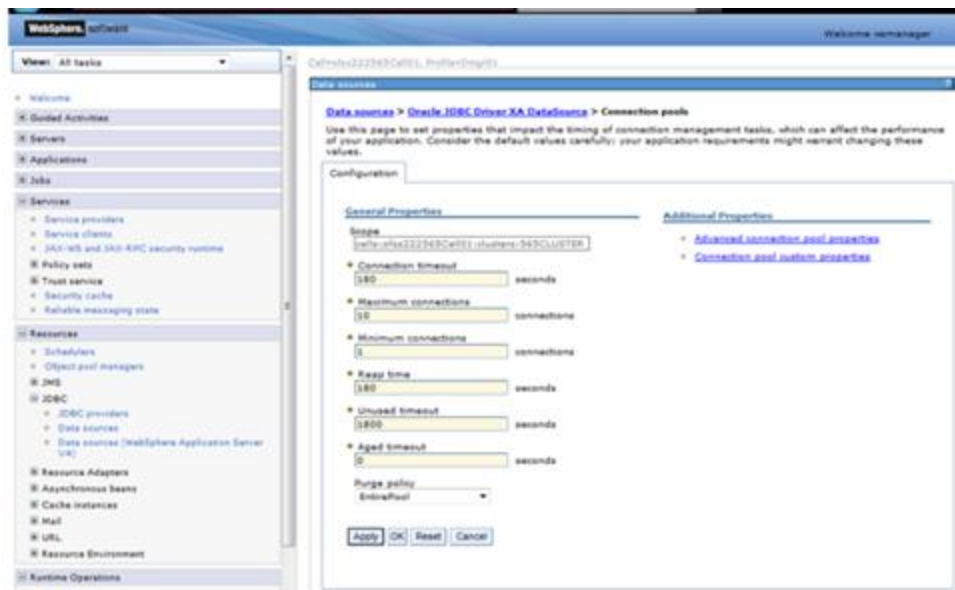 WebSphere. software
Welcome wsmanager
View: All tasks
Welcome
Guided Activities
Servers
Applications
Jobs
Services
Service providers
Service clients
JAX-WS and JAX-RPC security runtime
Policy sets
Trust service
Security cache
Reliable messaging state
Resources
Schedulers
Object pool managers
JMS
JDBC
JDBC providers
Data sources
Data sources (WebSphere Application Server V4)
Resource Adapters
Asynchronous beans
Cache instances
Mail
URL
Resource Environment
Runtime Operations
Data sources
Data sources > Oracle JDBC Driver XA DataSource > Connection pools
Use this page to set properties that impact the timing of connection management tasks, which can affect the performance
of your application. Consider the default values carefully; your application requirements might warrant changing these
values.
Configuration
General Properties
Scope
* Connection timeout
180 seconds
* Maximum connections
10 connections
* Minimum connections
1 connections
* Reap time
180 seconds
* Unused timeout
1800 seconds
* Aged timeout
0 seconds
Purge policy
EntirePool
Apply OK Reset Cancel
Additional Properties
Advanced connection pool properties
Connection pool custom properties